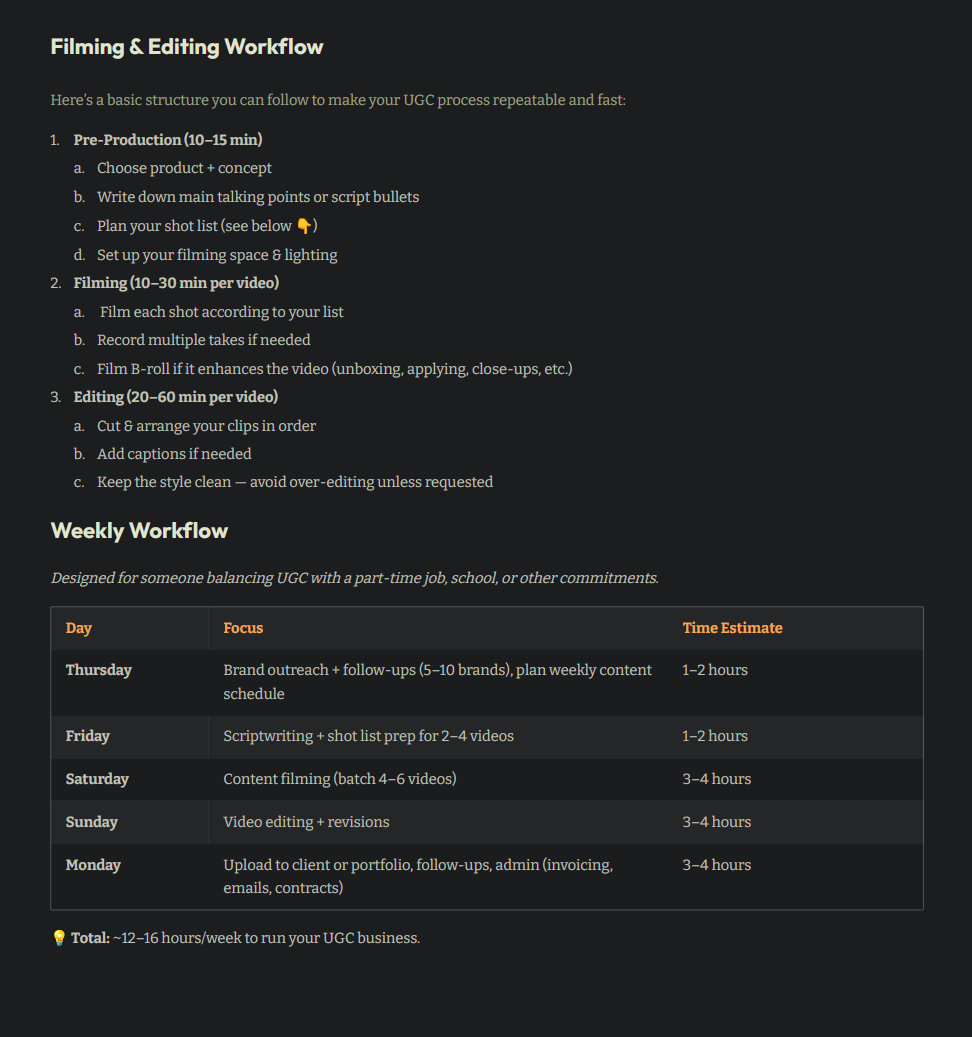 Filming & Editing Workflow
Here's a basic structure you can follow to make your UGC process repeatable and fast:
1. Pre-Production (10–15 min)
a. Choose product + concept
b. Write down main talking points or script bullets
c. Plan your shot list (see below 👇)
d. Set up your filming space & lighting
2. Filming (10–30 min per video)
a. Film each shot according to your list
b. Record multiple takes if needed
c. Film B-roll if it enhances the video (unboxing, applying, close-ups, etc.)
3. Editing (20–60 min per video)
a. Cut & arrange your clips in order
b. Add captions if needed
c. Keep the style clean — avoid over-editing unless requested
Weekly Workflow
Designed for someone balancing UGC with a part-time job, school, or other commitments.
Day Focus Time Estimate
Thursday Brand outreach + follow-ups (5–10 brands), plan weekly content 1–2 hours
schedule
Friday Scriptwriting + shot list prep for 2–4 videos 1–2 hours
Saturday Content filming (batch 4–6 videos) 3–4 hours
Sunday Video editing + revisions 3–4 hours
Monday Upload to client or portfolio, follow-ups, admin (invoicing, 3–4 hours
emails, contracts)
💡 Total: ~12–16 hours/week to run your UGC business.